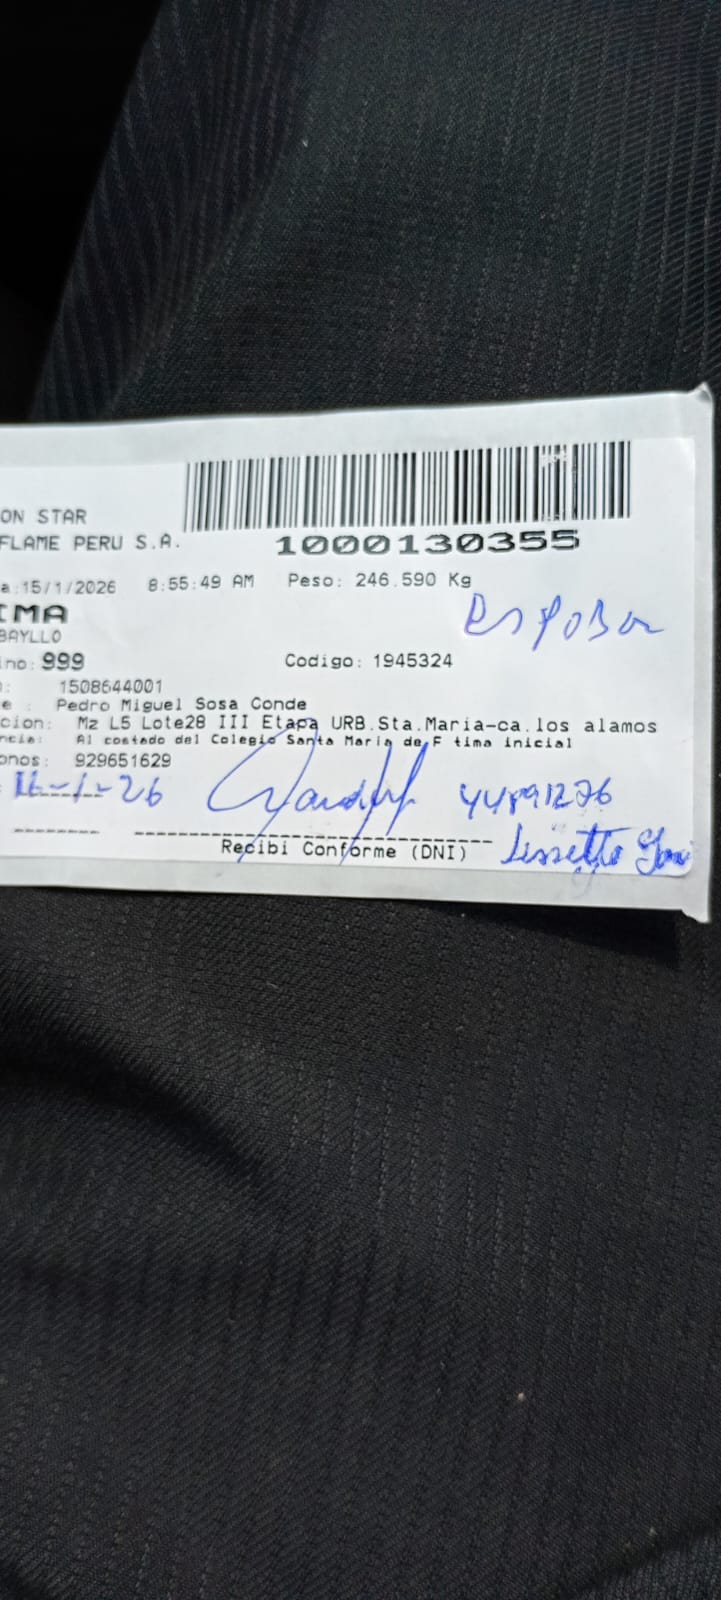 ON STAR
FLAME PERU S.A.
1000130355
a:15/1/2026 8:55:49 AM Peso: 246.590 Kg
IMA
BAYLLO
ino: 999 Codigo: 1945324
: 1508644001
e : Pedro Miguel Sosa Conde
cion: Mz L5 Lote28 III Etapa URB.Sta.Maria-ca.los alamos
ncia: Al costado del Colegio Santa Maria de F tima inicial
onos: 929651629
16-1-26 44891276
Recibi Conforme (DNI) Lissette